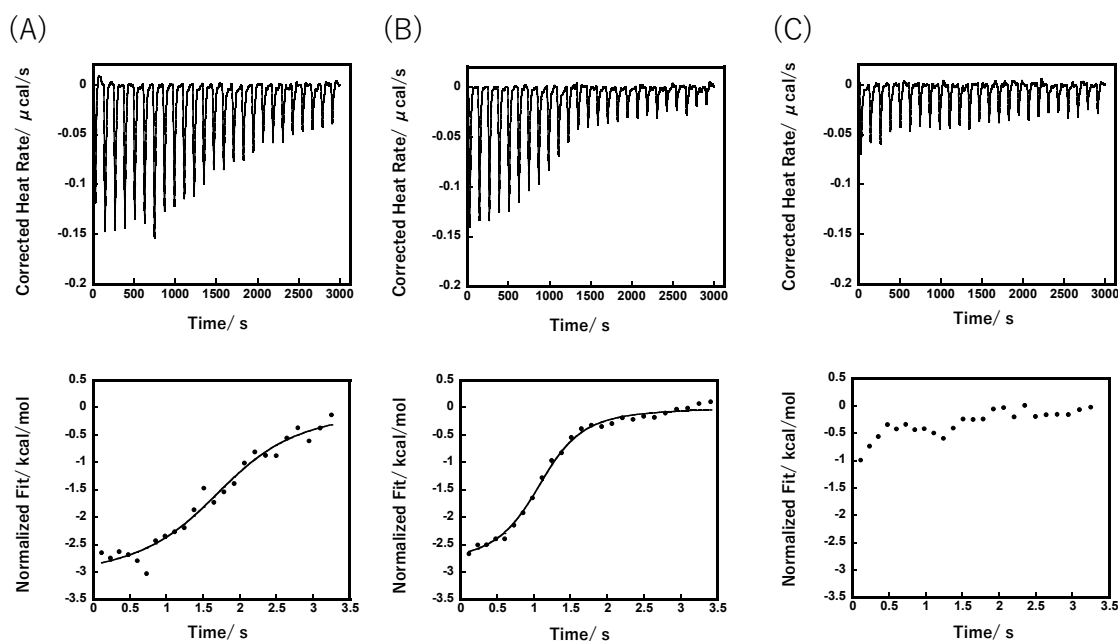 (A)
Corrected Heat Rate/ μcal/s
0
-0.05
-0.1
-0.15
-0.2
0 500 1000 1500 2000 2500 3000
Time/ s
Normalized Fit/ kcal/mol
0.5
0
-0.5
-1
-1.5
-2
-2.5
-3
-3.5
0 0.5 1 1.5 2 2.5 3 3.5
Time/ s
(B)
Corrected Heat Rate/ μcal/s
0
-0.05
-0.1
-0.15
-0.2
0 500 1000 1500 2000 2500 3000
Time/ s
Normalized Fit/ kcal/mol
0.5
0
-0.5
-1
-1.5
-2
-2.5
-3
-3.5
0 0.5 1 1.5 2 2.5 3 3.5
Time/ s
(C)
Corrected Heat Rate/ μcal/s
0
-0.05
-0.1
-0.15
-0.2
0 500 1000 1500 2000 2500 3000
Time/ s
Normalized Fit/ kcal/mol
0.5
0
-0.5
-1
-1.5
-2
-2.5
-3
-3.5
0 0.5 1 1.5 2 2.5 3 3.5
Time/ s